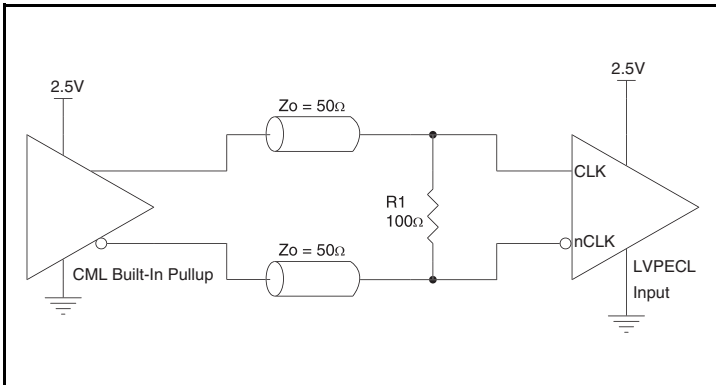 2.5V
2.5V
Zo = 50Ω
CLK
R1
100Ω
nCLK
Zo = 50Ω
CML Built-In Pullup
LVPECL
Input